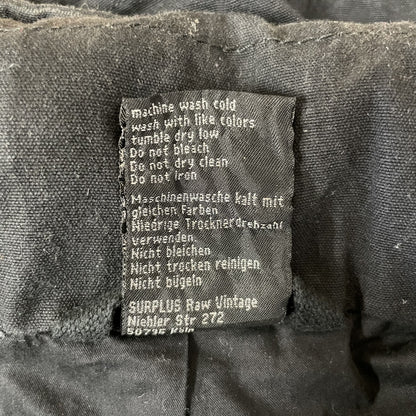 machine wash cold
wash with like colors
tumble dry low
Do not bleach
Do not dry clean
Do not iron
Maschinenwäsche kalt mit
gleichen Farben
Niedrige Trocknerdrehzahl
verwenden.
Nicht bleichen
Nicht trocken reinigen
Nicht bügeln
SURPLUS Raw Vintage
Niehler Str 272
50735 Köln